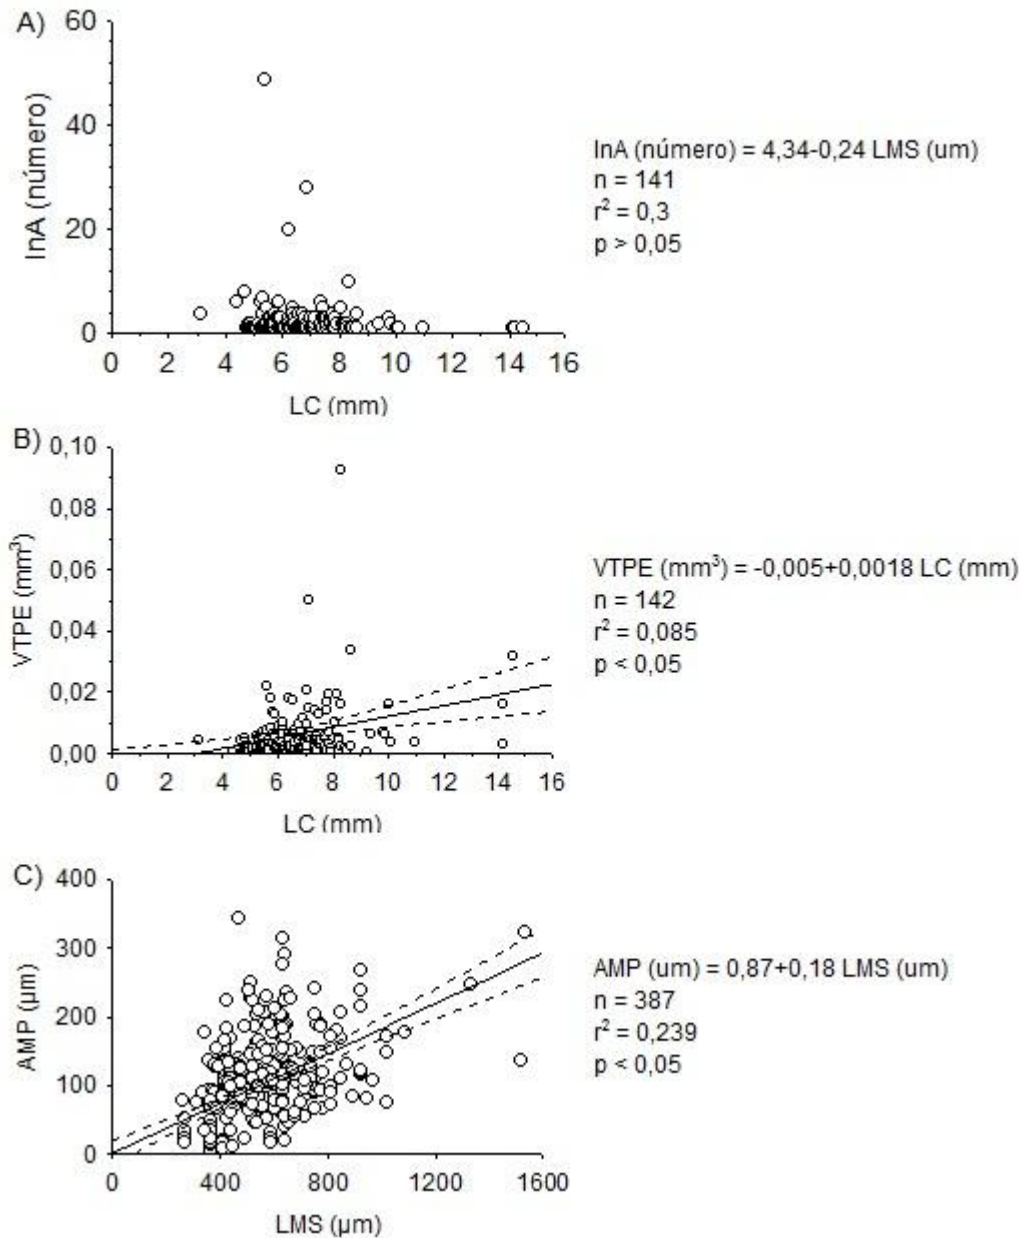 A)
60
40
20
0
InA (número)
0 2 4 6 8 10 12 14 16
LC (mm)
InA (número) = 4,34-0,24 LMS (um)
n = 141
r² = 0,3
p > 0,05
B)
0,10
0,08
0,06
0,04
0,02
0,00
VTPE (mm³)
0 2 4 6 8 10 12 14 16
LC (mm)
VTPE (mm³) = -0,005+0,0018 LC (mm)
n = 142
r² = 0,085
p < 0,05
C)
400
300
200
100
0
AMP (µm)
0 400 800 1200 1600
LMS (µm)
AMP (um) = 0,87+0,18 LMS (um)
n = 387
r² = 0,239
p < 0,05